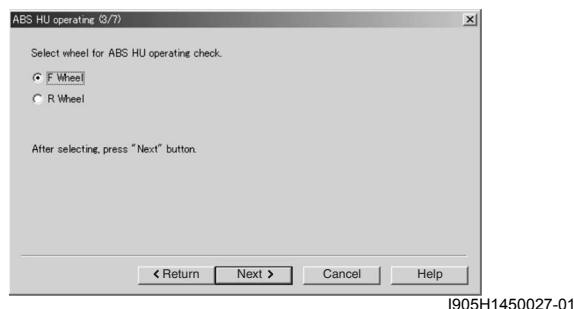 ABS HU operating (3/7)
Select wheel for ABS HU operating check.
F Wheel
R Wheel
After selecting, press "Next" button.
Return Next Cancel Help
I905H1450027-01